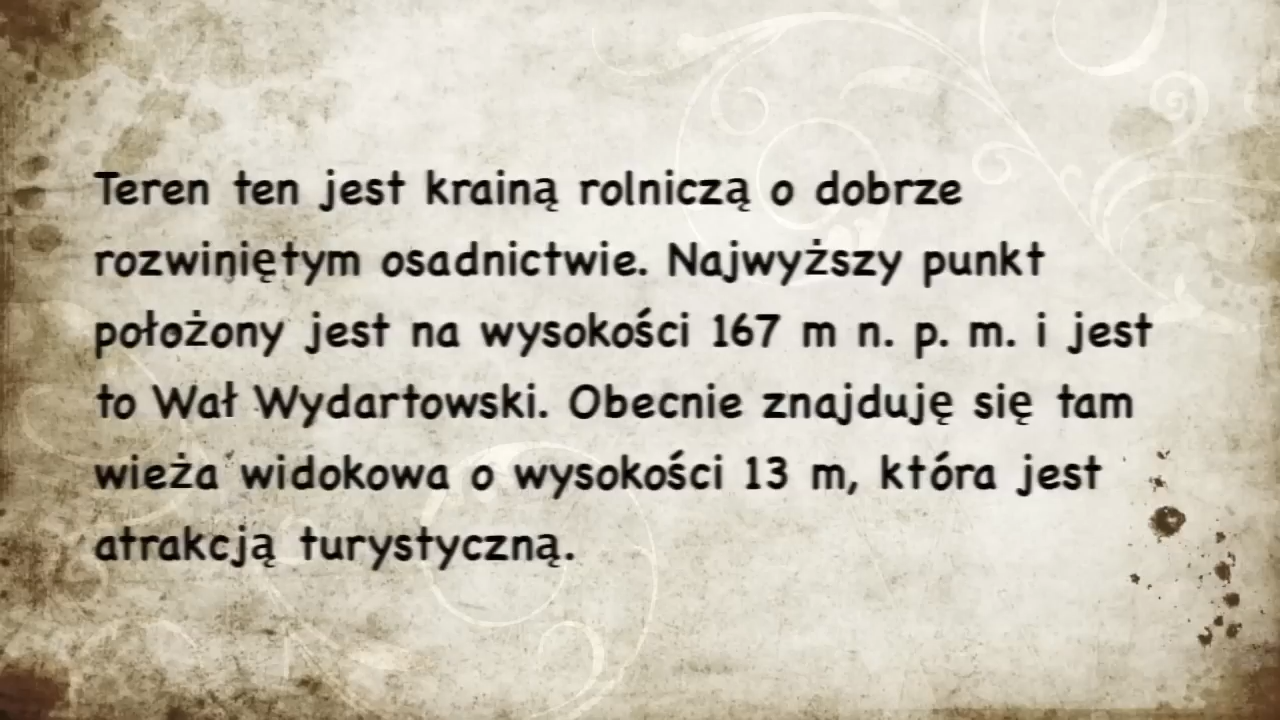 Teren ten jest krainą rolniczą o dobrze
rozwiniętym osadnictwie. Najwyższy punkt
położony jest na wysokości 167 m n. p. m. i jest
to Wał Wydartowski. Obecnie znajduję się tam
wieża widokowa o wysokości 13 m, która jest
atrakcją turystyczną.